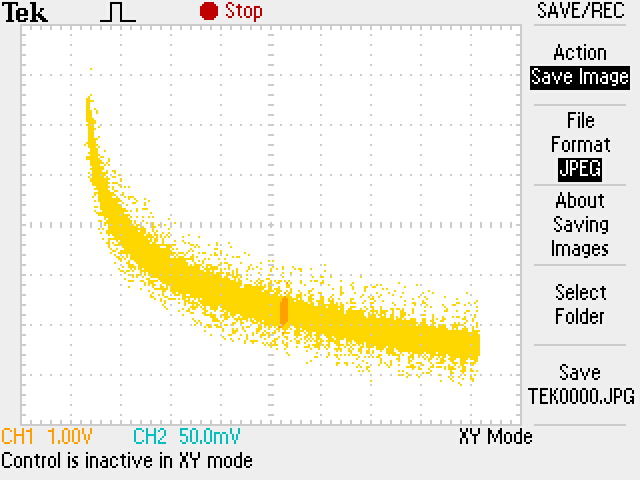 Tek Stop SAVE/REC
Action
Save Image
File
Format
JPEG
About
Saving
Images
Select
Folder
Save
TEK0000.JPG
CH1 1.00V CH2 50.0mV XY Mode
Control is inactive in XY mode